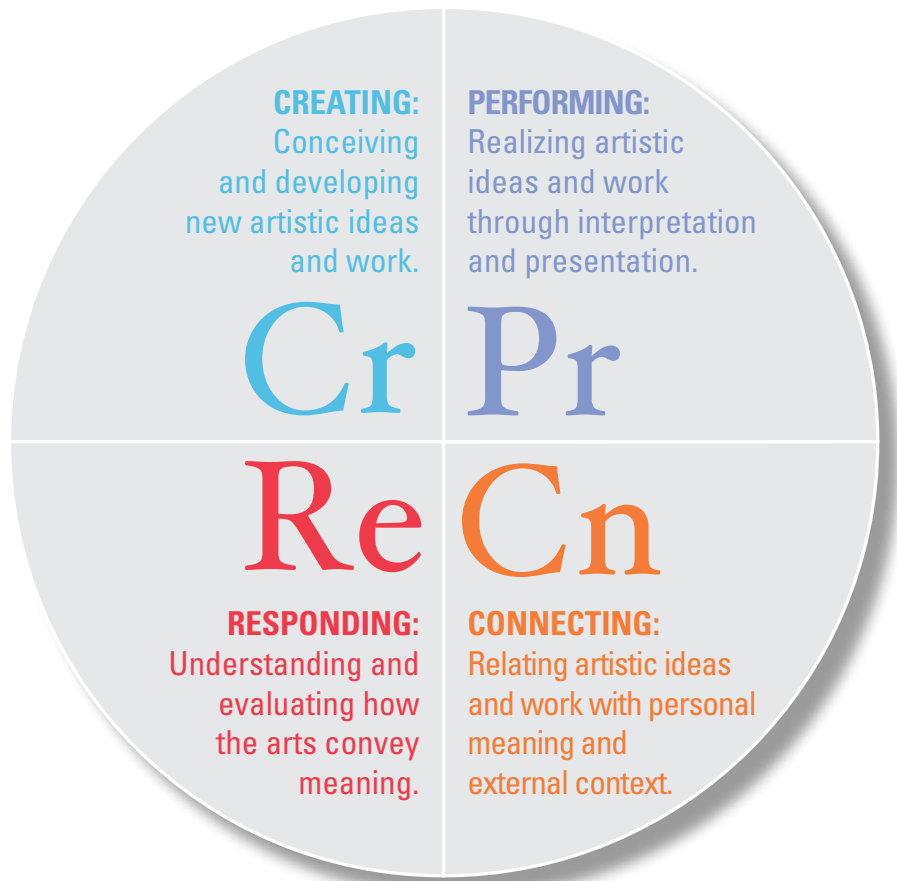 CREATING:
Conceiving
and developing
new artistic ideas
and work.
Cr
PERFORMING:
Realizing artistic
ideas and work
through interpretation
and presentation.
Pr
Re
RESPONDING:
Understanding and
evaluating how
the arts convey
meaning.
Cn
CONNECTING:
Relating artistic ideas
and work with personal
meaning and
external context.